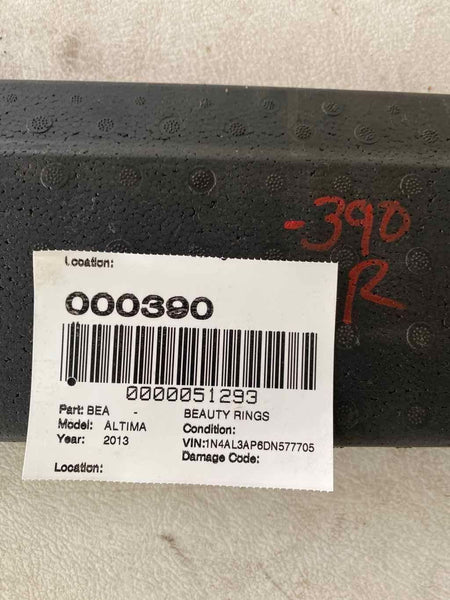 -390
R
Location:
000390
0000051293
Part: BEA - BEAUTY RINGS
Model: ALTIMA Condition:
Year: 2013 VIN:1N4AL3AP6DN577705
Damage Code:
Location: